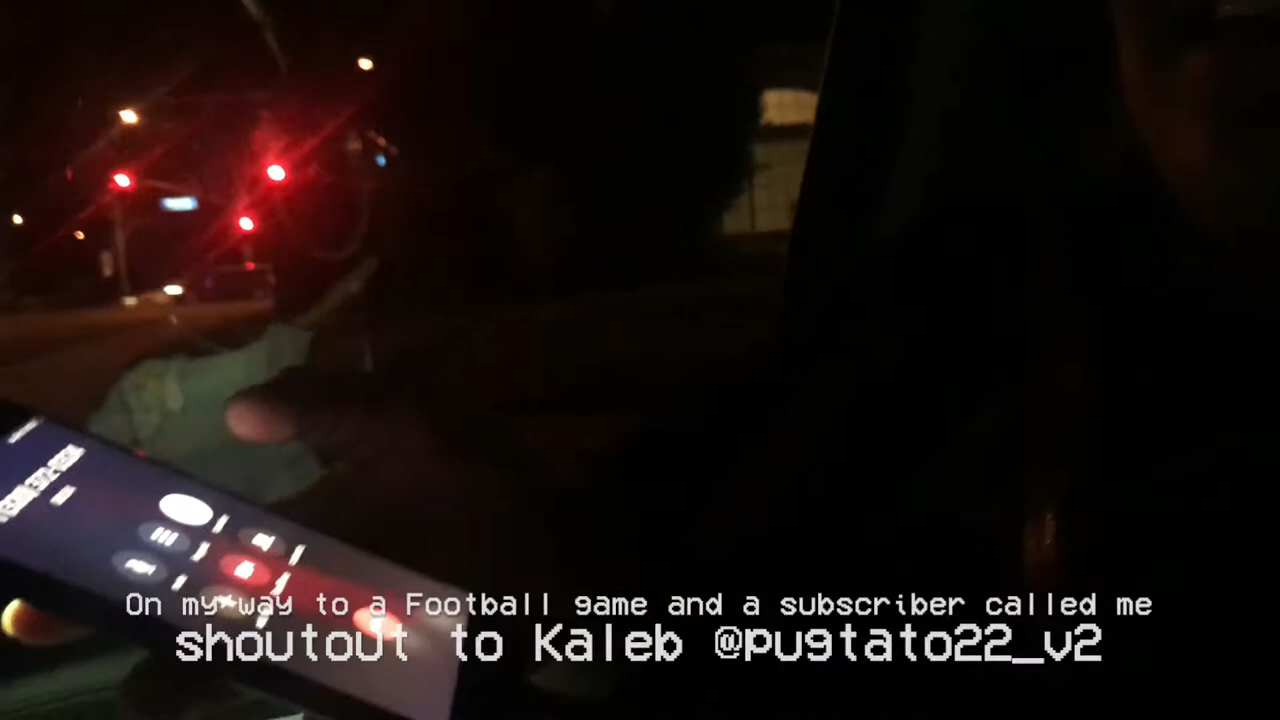 On my way to a Football game and a subscriber called me
shoutout to Kaleb @pugtato22_v2